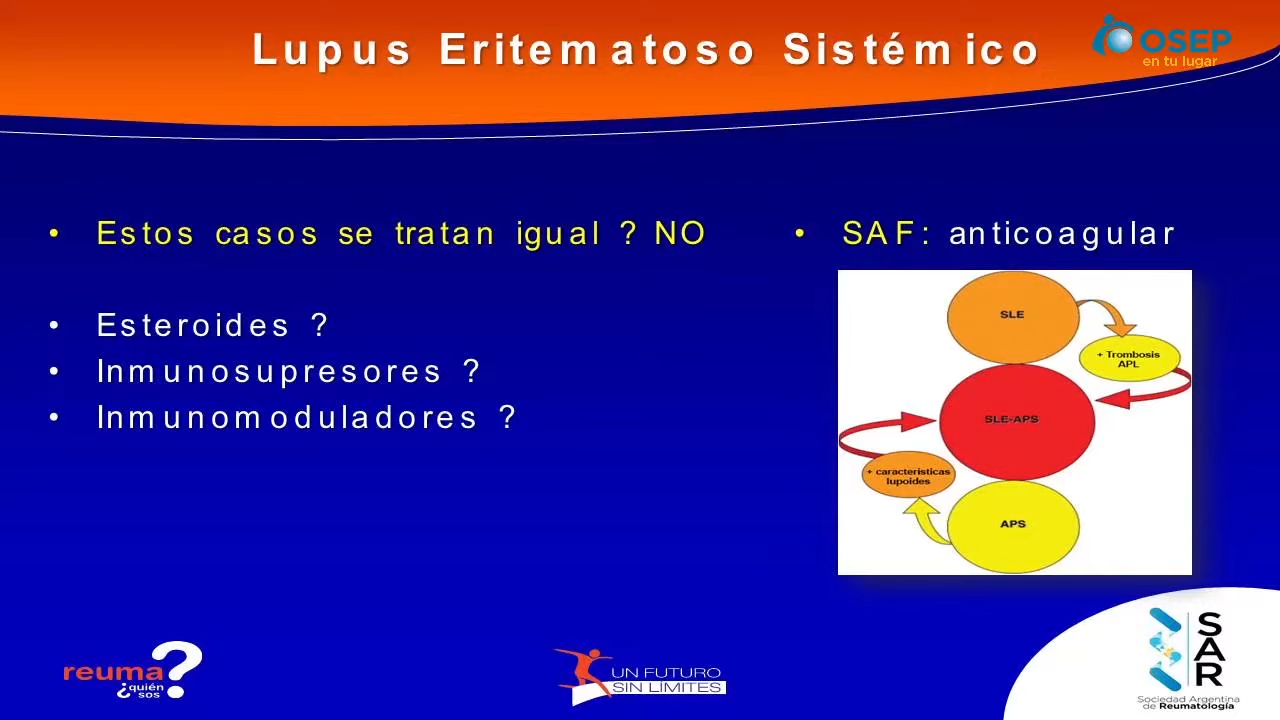 Lupus Eritematoso Sistémico
OSEP
en tu lugar
• Estos casos se tratan igual ? NO
• Esteroides ?
• Inmunosupresores ?
• Inmunomoduladores ?
• SAF: anticoagular
SLE
+ Trombosis
APL
SLE-APS
+ caracteristicas
lupoides
APS
reuma?
¿quién
sos
UN FUTURO
SIN LÍMITES
SAR
Sociedad Argentina
de Reumatología